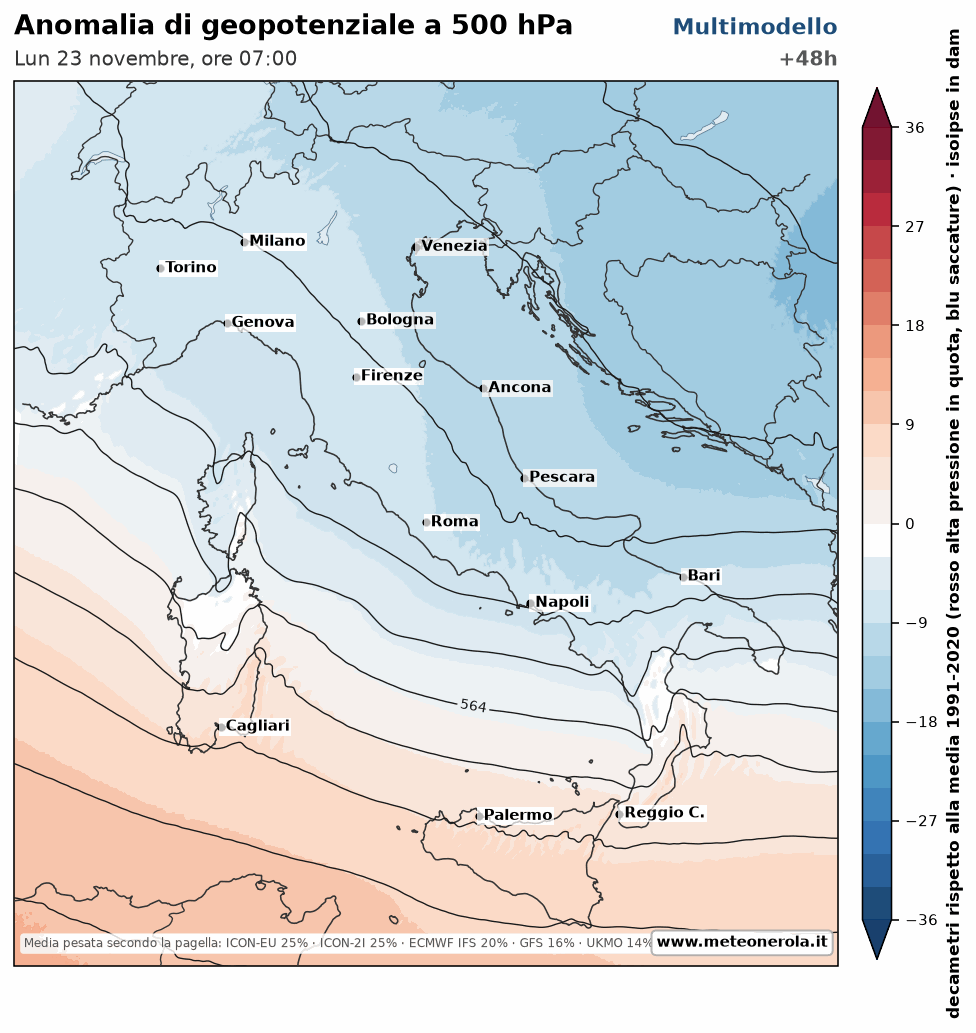 Anomalia di geopotenziale a 500 hPa
Multimodello
Lun 23 novembre, ore 07:00
+48h
Milano
Venezia
Torino
Genova
Bologna
Firenze
Ancona
Pescara
Roma
Bari
Napoli
564
Cagliari
Palermo
Reggio C.
Media pesata secondo la pagella: ICON-EU 25% · ICON-2I 25% · ECMWF IFS 20% · GFS 16% · UKMO 14%
www.meteonerola.it
36
27
18
9
0
−9
−18
−27
−36
decametri rispetto alla media 1991-2020 (rosso alta pressione in quota, blu saccature) · isoipse in dam